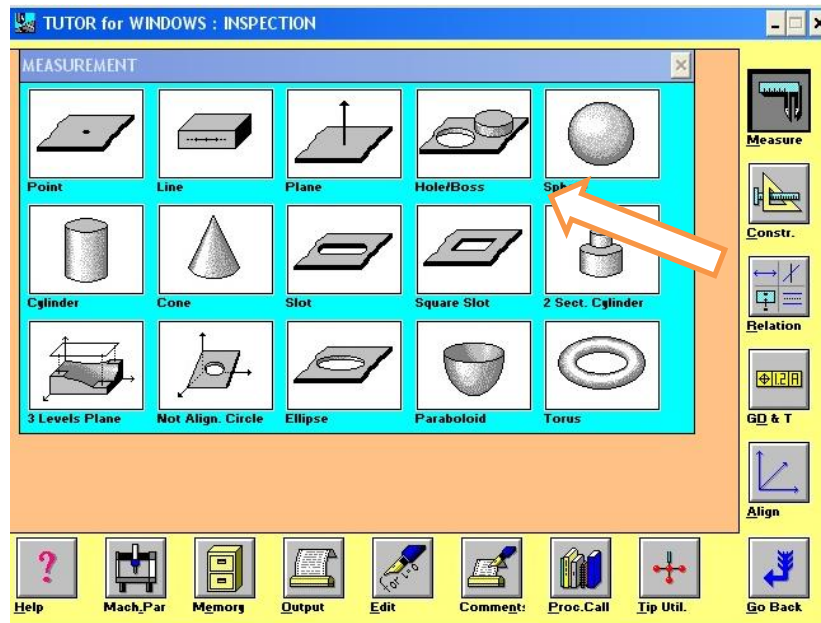 TUTOR for WINDOWS : INSPECTION
MEASUREMENT
Point Line Plane Hole/Boss
Cylinder Cone Slot Square Slot 2 Sect. Cylinder
3 Levels Plane Not Align. Circle Ellipse Paraboloid Torus
Measure
Constr.
Relation
GD & T
Align
Help Mach,Par Memory Output Edit Comment: Proc.Call Tip Util. Go Back